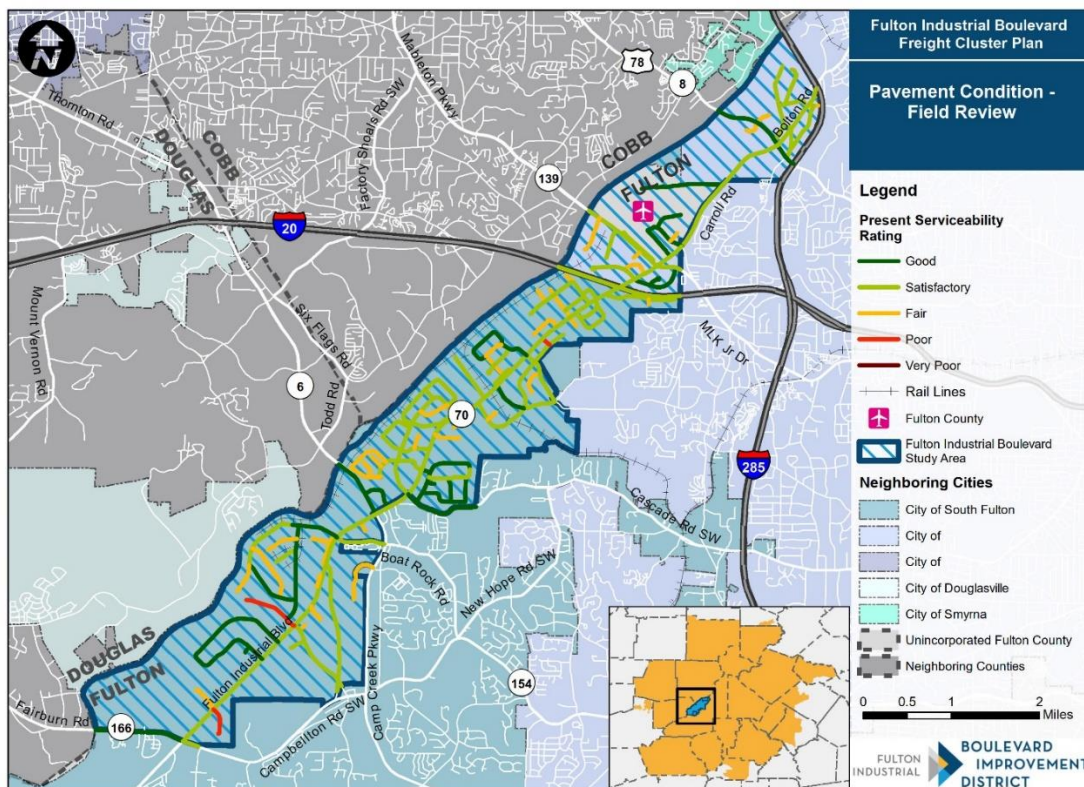 Fulton Industrial Boulevard
Freight Cluster Plan
Pavement Condition -
Field Review
Legend
Present Serviceability
Rating
Good
Satisfactory
Fair
Poor
Very Poor
Rail Lines
Fulton County
Fulton Industrial Boulevard
Study Area
Neighboring Cities
City of South Fulton
City of
City of
City of Douglasville
City of Smyrna
Unincorporated Fulton County
Neighboring Counties
0 0.5 1 2
Miles
FULTON
INDUSTRIAL
BOULEVARD
IMPROVEMENT
DISTRICT
N
Thornton Rd
COBB
DOUGLAS
Factory Shoals Rd SW
Mableton Pkwy
78
8
139
COBB
FULTON
Bolton Rd
Carroll Rd
20
Mount Vernon Rd
Six Flags Rd
6
Todd Rd
MLK Jr Dr
70
285
Cascade Rd SW
Boat Rock Rd
New Hope Rd SW
Fulton Industrial Blvd
Camp Creek Pkwy
DOUGLAS
FULTON
154
Fairburn Rd
166
Campbellton Rd SW